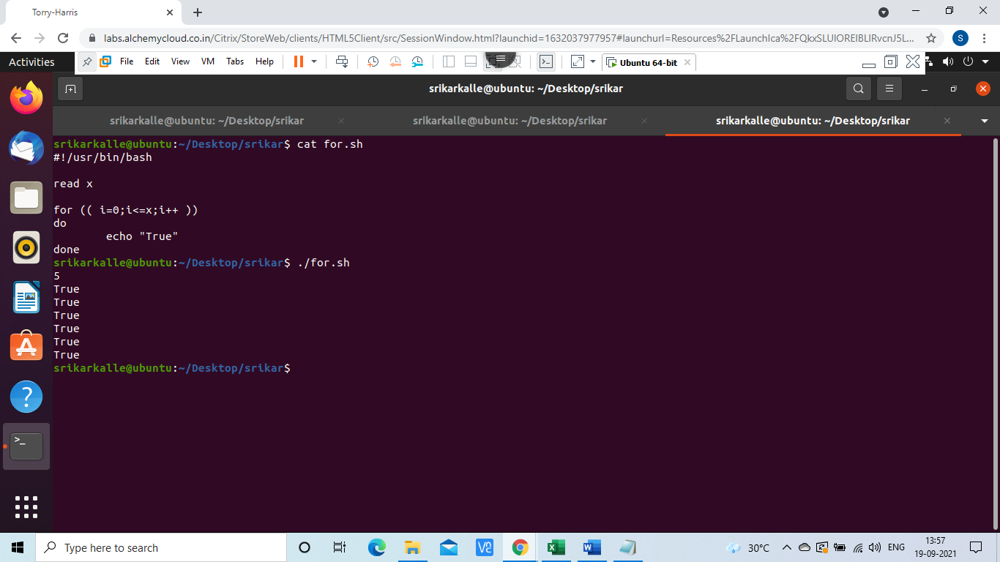 Torry-Harris
labs.alchemycloud.co.in/Citrix/StoreWeb/clients/HTML5Client/src/SessionWindow.html?launchid=1632037977957#launchurl=Resources%2FLaunchIca%2FQkxSLUlOREIBLIRvcnJ5L...
S
Activities
File Edit View VM Tabs Help
Ubuntu 64-bit
srikarkalle@ubuntu: ~/Desktop/srikar
srikarkalle@ubuntu: ~/Desktop/srikar
srikarkalle@ubuntu: ~/Desktop/srikar
srikarkalle@ubuntu: ~/Desktop/srikar
srikarkalle@ubuntu:~/Desktop/srikar$ cat for.sh
#!/usr/bin/bash
read x
for (( i=0;i<=x;i++ ))
do
echo "True"
done
srikarkalle@ubuntu:~/Desktop/srikar$ ./for.sh
5
True
True
True
True
True
True
srikarkalle@ubuntu:~/Desktop/srikar$
Type here to search
30°C
ENG
13:57
19-09-2021